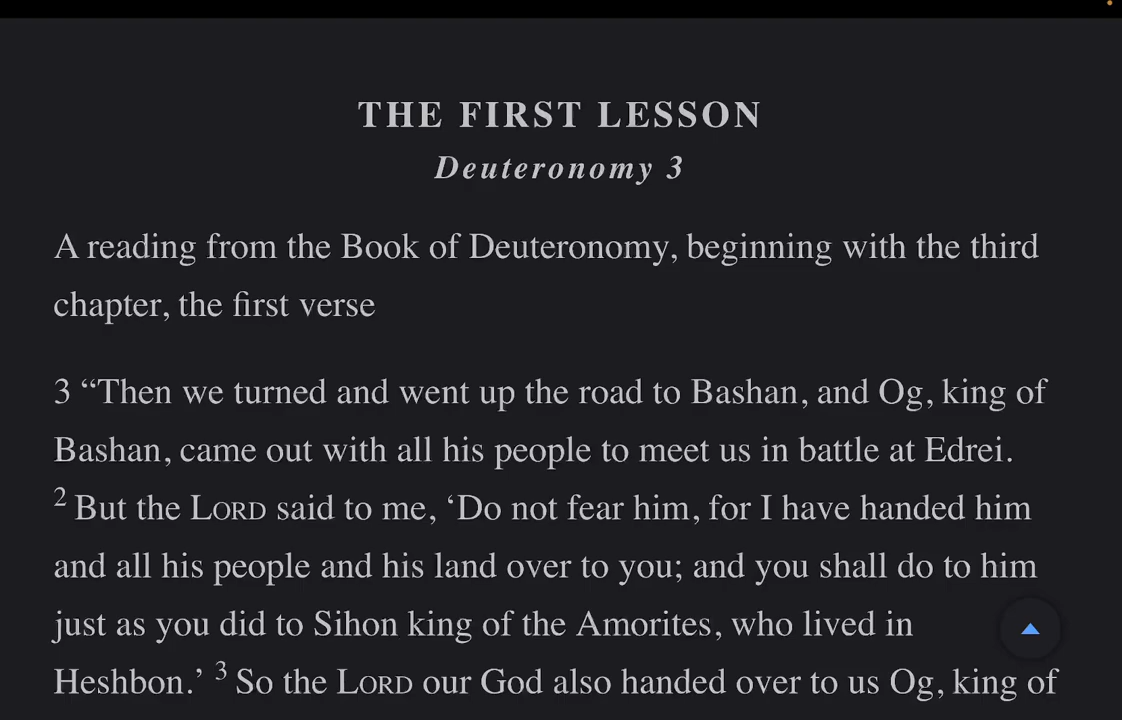 THE FIRST LESSON
Deuteronomy 3
A reading from the Book of Deuteronomy, beginning with the third
chapter, the first verse
3 “Then we turned and went up the road to Bashan, and Og, king of
Bashan, came out with all his people to meet us in battle at Edrei.
2 But the LORD said to me, ‘Do not fear him, for I have handed him
and all his people and his land over to you; and you shall do to him
just as you did to Sihon king of the Amorites, who lived in
Heshbon.’ 3 So the LORD our God also handed over to us Og, king of